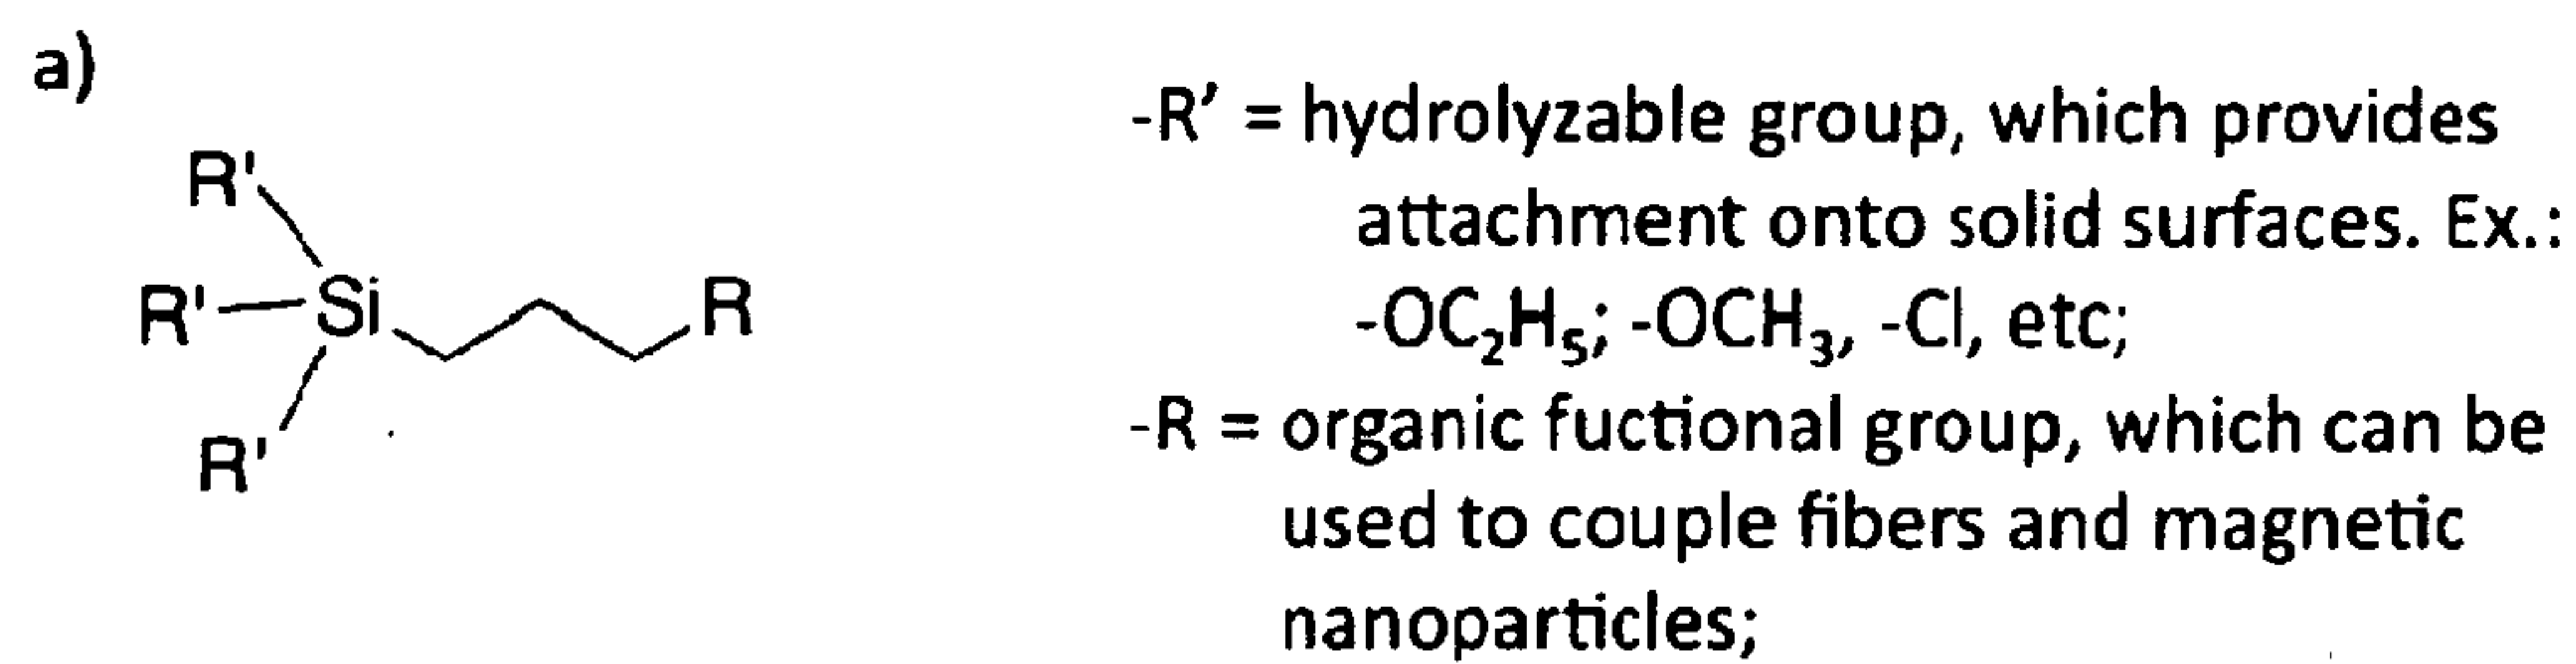 a)
R'
R'
Si
R
R'
-R' = hydrolyzable group, which provides
attachment onto solid surfaces. Ex.:
-OC₂H₅; -OCH₃, -Cl, etc;
-R = organic fuctional group, which can be
used to couple fibers and magnetic
nanoparticles;